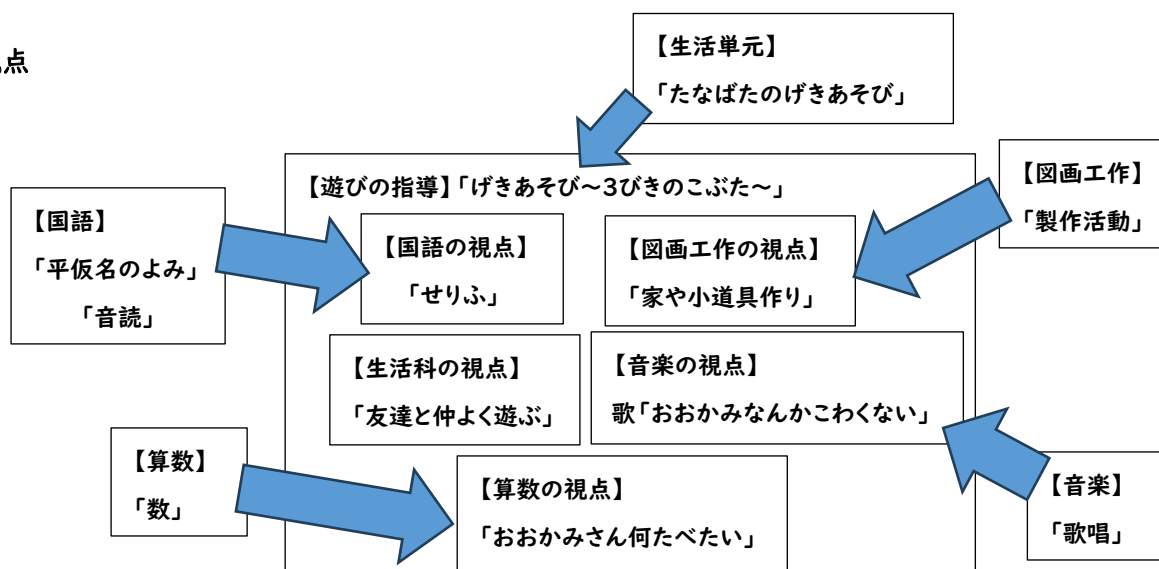 点
【生活単元】
「たなばたのげきあそび」
【遊びの指導】「げきあそび~3びきのこぶた~」
【図画工作】
「製作活動」
【国語】
「平仮名のよみ」
「音読」
【国語の視点】
「せりふ」
【図画工作の視点】
「家や小道具作り」
【生活科の視点】
「友達と仲よく遊ぶ」
【音楽の視点】
歌「おおかみなんかこわくない」
【算数】
「数」
【算数の視点】
「おおかみさん何たべたい」
【音楽】
「歌唱」